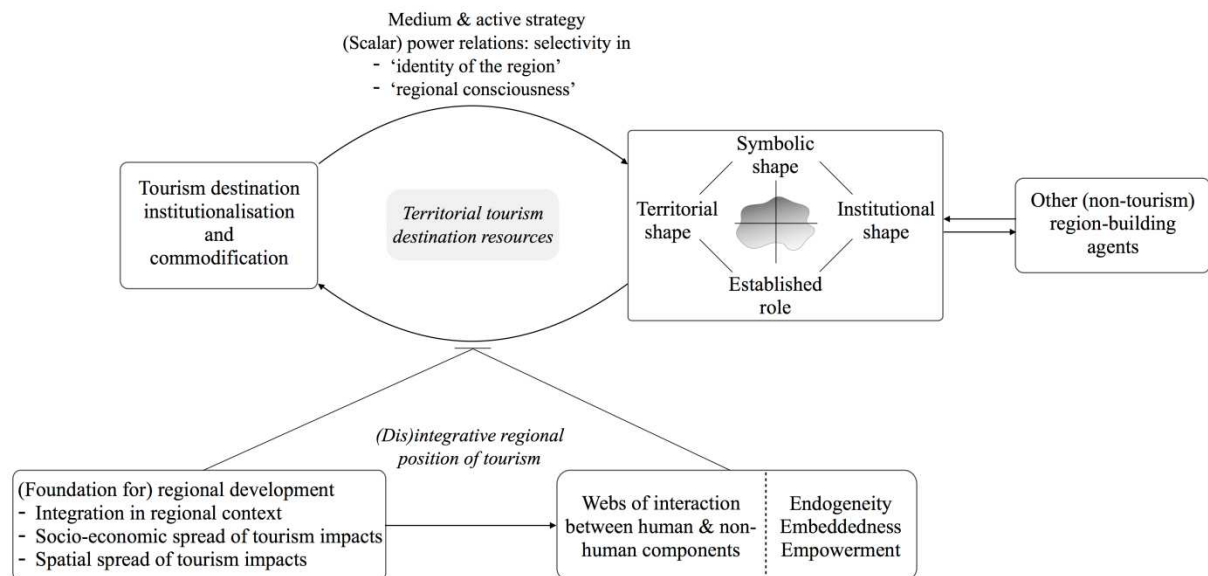 Medium & active strategy
(Scalar) power relations: selectivity in
- ‘identity of the region’
- ‘regional consciousness’
Tourism destination
institutionalisation
and
commodification
Territorial tourism
destination resources
Symbolic
shape
Territorial
shape
Institutional
shape
Established
role
Other (non-tourism)
region-building
agents
(Dis)integrative regional
position of tourism
(Foundation for) regional development
- Integration in regional context
- Socio-economic spread of tourism impacts
- Spatial spread of tourism impacts
Webs of interaction
between human & non-
human components
Endogeneity
Embeddedness
Empowerment